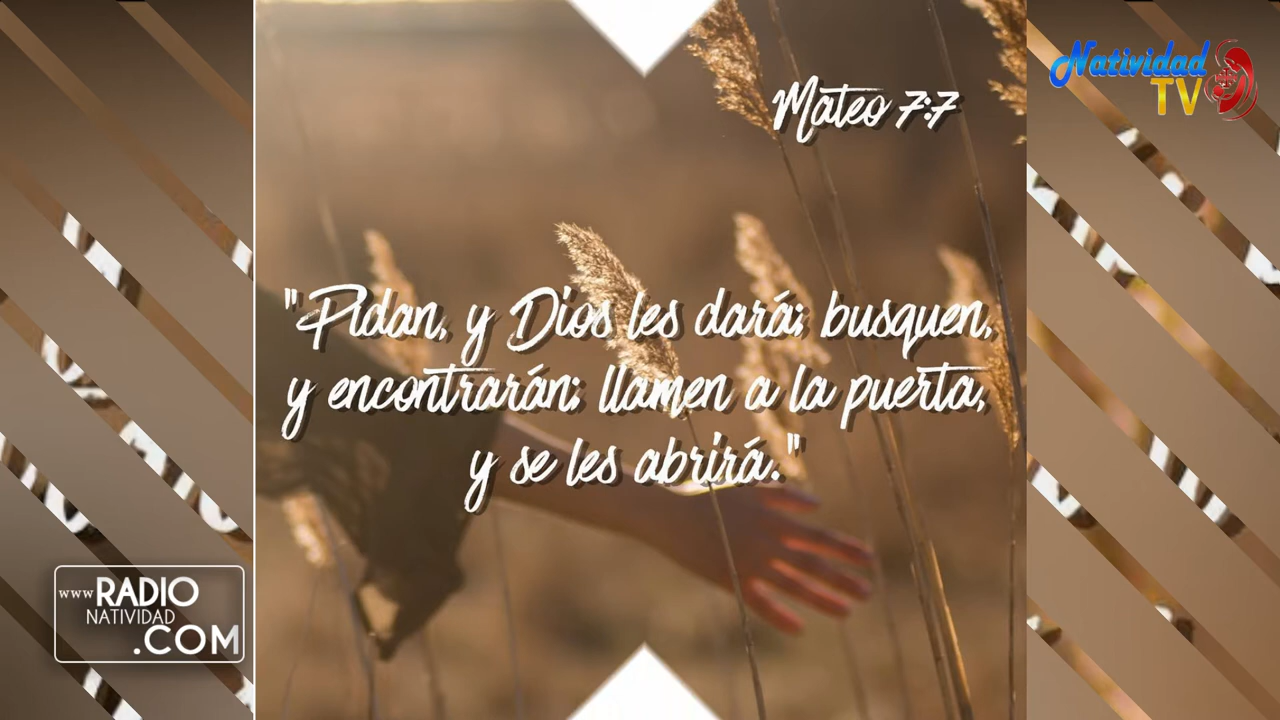 Natividad
TV
Mateo 7:7
"Pidan, y Dios les dará; busquen,
y encontrarán; llamen a la puerta,
y se les abrirá."
www RADIO
NATIVIDAD
.COM